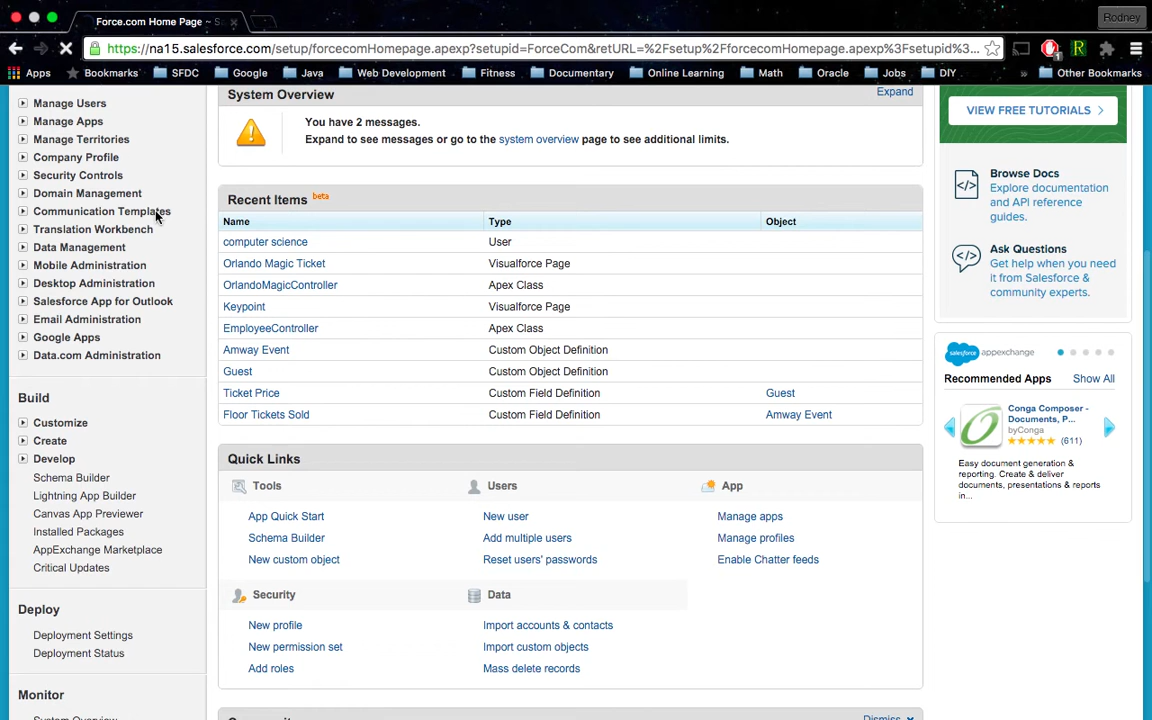 Force.com Home Page ~ S
Rodney
https://na15.salesforce.com/setup/forcecomHomepage.apexp?setupid=ForceCom&retURL=%2Fsetup%2FforcecomHomepage.apexp%3Fsetupid%3...
Apps Bookmarks SFDC Google Java Web Development Fitness Documentary Online Learning Math Oracle Jobs DIY » Other Bookmarks
Manage Users
Manage Apps
Manage Territories
Company Profile
Security Controls
Domain Management
Communication Templates
Translation Workbench
Data Management
Mobile Administration
Desktop Administration
Salesforce App for Outlook
Email Administration
Google Apps
Data.com Administration
Build
Customize
Create
Develop
Schema Builder
Lightning App Builder
Canvas App Previewer
Installed Packages
AppExchange Marketplace
Critical Updates
Deploy
Deployment Settings
Deployment Status
Monitor
System Overview
System Overview Expand
You have 2 messages.
Expand to see messages or go to the system overview page to see additional limits.
Recent Items beta
Name Type Object
computer science User
Orlando Magic Ticket Visualforce Page
OrlandoMagicController Apex Class
Keypoint Visualforce Page
EmployeeController Apex Class
Amway Event Custom Object Definition
Guest Custom Object Definition
Ticket Price Custom Field Definition Guest
Floor Tickets Sold Custom Field Definition Amway Event
Quick Links
Tools Users App
App Quick Start New user Manage apps
Schema Builder Add multiple users Manage profiles
New custom object Reset users' passwords Enable Chatter feeds
Security Data
New profile Import accounts & contacts
New permission set Import custom objects
Add roles Mass delete records
Dismiss
VIEW FREE TUTORIALS >
Browse Docs
Explore documentation
and API reference
guides.
Ask Questions
Get help when you need
it from Salesforce &
community experts.
salesforce appexchange
Recommended Apps Show All
Conga Composer -
Documents, P...
byConga
(611)
Easy document generation &
reporting. Create & deliver
documents, presentations & reports
in...